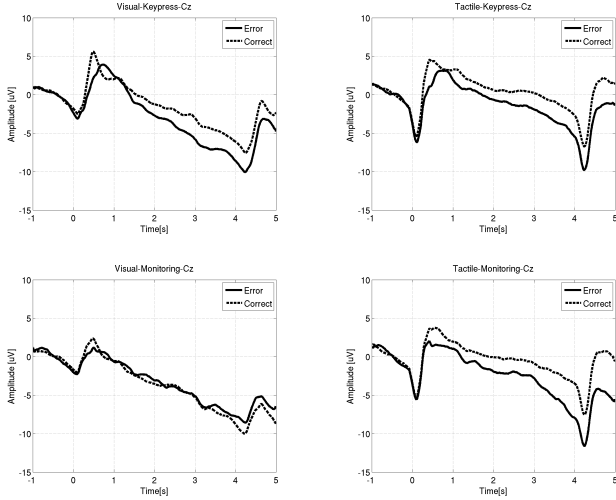 Visual-Keypress-Cz
10
5
0
-5
-10
-15
Amplitude [uV]
Error
Correct
-1 0 1 2 3 4 5
Time[s]
Tactile-Keypress-Cz
10
5
0
-5
-10
-15
Amplitude [uV]
Error
Correct
-1 0 1 2 3 4 5
Time[s]
Visual-Monitoring-Cz
10
5
0
-5
-10
-15
Amplitude [uV]
Error
Correct
-1 0 1 2 3 4 5
Time[s]
Tactile-Monitoring-Cz
10
5
0
-5
-10
-15
Amplitude [uV]
Error
Correct
-1 0 1 2 3 4 5
Time[s]